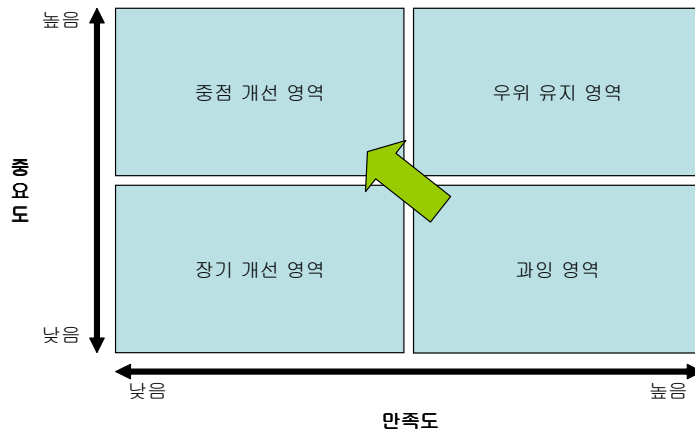 높음
중점 개선 영역
우위 유지 영역
중요도
장기 개선 영역
과잉 영역
낮음
낮음
높음
만족도